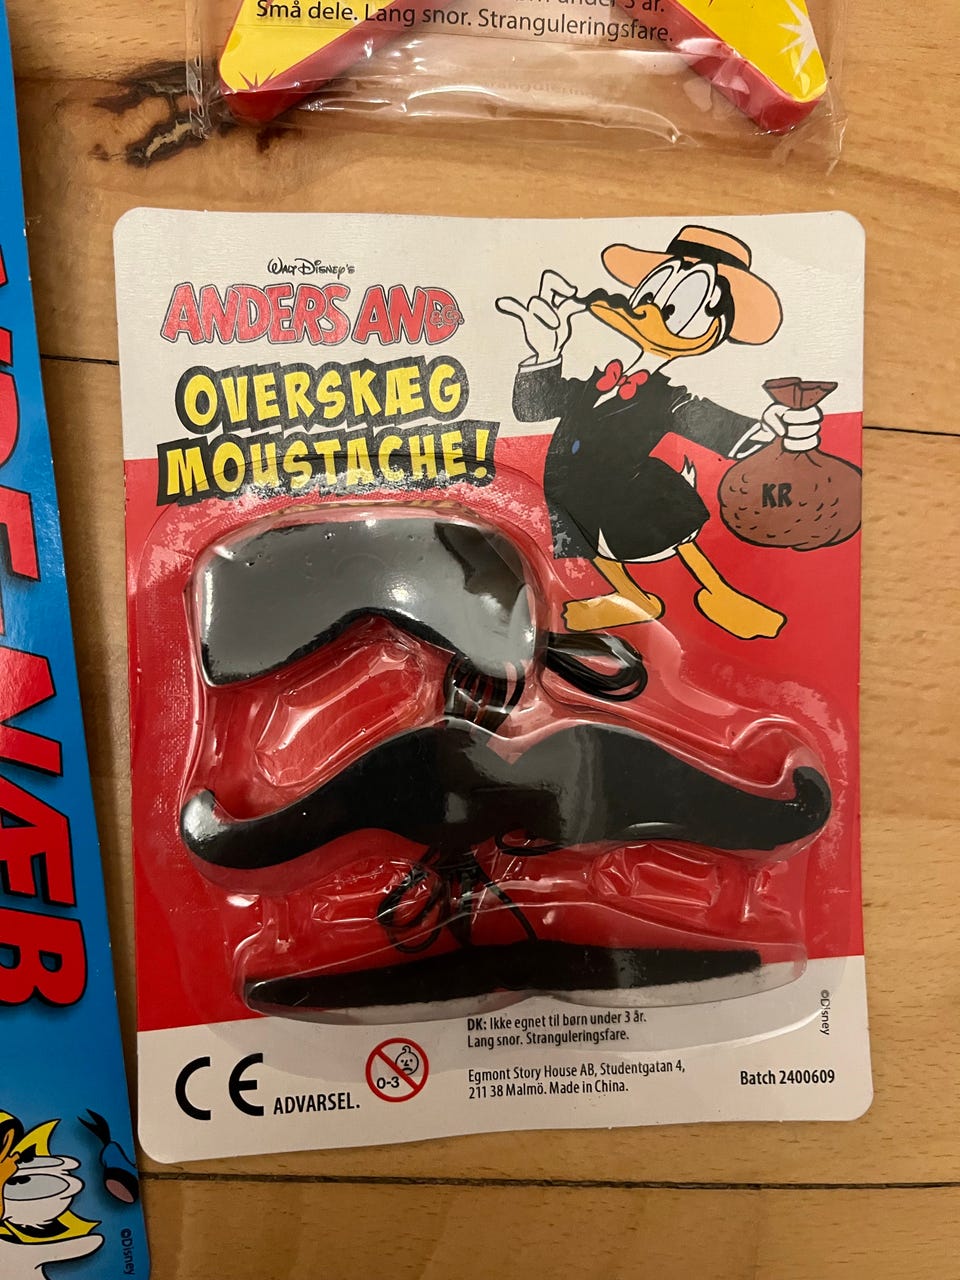 Små dele. Lang snor. Stranguleringsfare.
WALT DISNEY'S
ANDERS AND & Co.
OVERSKÆG
MOUSTACHE!
KR
DK: Ikke egnet til børn under 3 år.
Lang snor. Stranguleringsfare.
CE ADVARSEL.
0-3
Egmont Story House AB, Studentgatan 4,
211 38 Malmö. Made in China.
Batch 2400609
©Disney
NÆB
©Disney